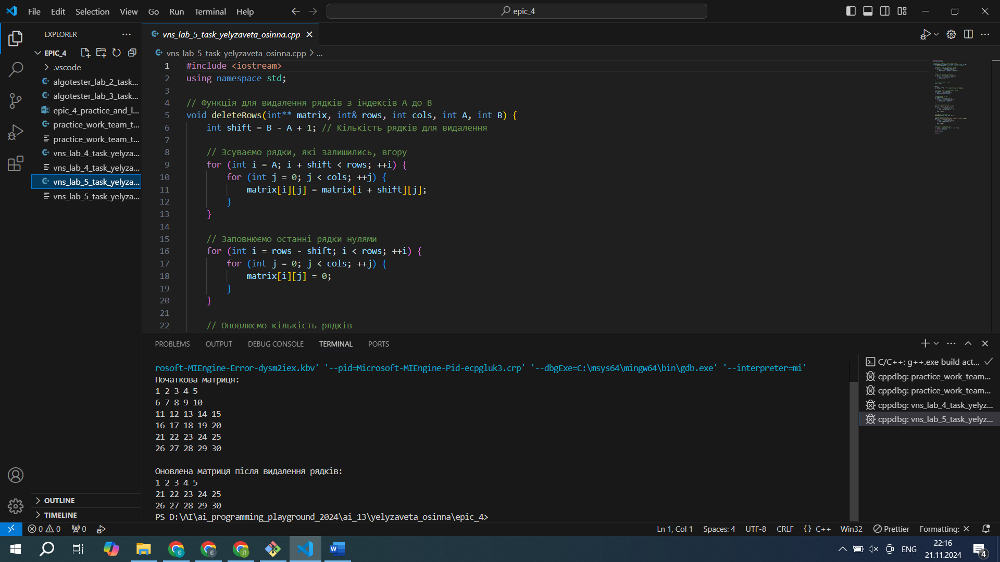 File Edit Selection View Go Run Terminal Help
epic_4
EXPLORER
EPIC_4
.vscode
algotester_lab_2_task...
algotester_lab_3_task...
epic_4_practice_and_l...
practice_work_team_t...
practice_work_team_t...
vns_lab_4_task_yelyza...
vns_lab_4_task_yelyza...
vns_lab_5_task_yelyza...
vns_lab_5_task_yelyza...
OUTLINE
TIMELINE
vns_lab_5_task_yelyzaveta_osinna.cpp
vns_lab_5_task_yelyzaveta_osinna.cpp > ...
1 #include <iostream>
2 using namespace std;
3
4 // Функція для видалення рядків з індексів A до B
5 void deleteRows(int** matrix, int& rows, int cols, int A, int B) {
6 int shift = B - A + 1; // Кількість рядків для видалення
7
8 // Зсуваємо рядки, які залишились, вгору
9 for (int i = A; i + shift < rows; ++i) {
10 for (int j = 0; j < cols; ++j) {
11 matrix[i][j] = matrix[i + shift][j];
12 }
13 }
14
15 // Заповнюємо останні рядки нулями
16 for (int i = rows - shift; i < rows; ++i) {
17 for (int j = 0; j < cols; ++j) {
18 matrix[i][j] = 0;
19 }
20 }
21
22 // Оновлюємо кількість рядків
PROBLEMS OUTPUT DEBUG CONSOLE TERMINAL PORTS
rosoft-MIEngine-Error-dysm2iex.kbv' '--pid=Microsoft-MIEngine-Pid-ecpgluk3.crp' '--dbgExe=C:\msys64\mingw64\bin\gdb.exe' '--interpreter=mi'
Початкова матриця:
1 2 3 4 5
6 7 8 9 10
11 12 13 14 15
16 17 18 19 20
21 22 23 24 25
26 27 28 29 30
Оновлена матриця після видалення рядків:
1 2 3 4 5
21 22 23 24 25
26 27 28 29 30
PS D:\AI\ai_programming_playground_2024\ai_13\yelyzaveta_osinna\epic_4>
C/C++: g++.exe build act...
cppdbg: practice_work_team...
cppdbg: practice_work_team...
cppdbg: vns_lab_4_task_yelyz...
cppdbg: vns_lab_5_task_yelyz...
0 0 0
Ln 1, Col 1 Spaces: 4 UTF-8 CRLF {} C++ Win32 Prettier Formatting: ×
ENG
22:16
21.11.2024
4